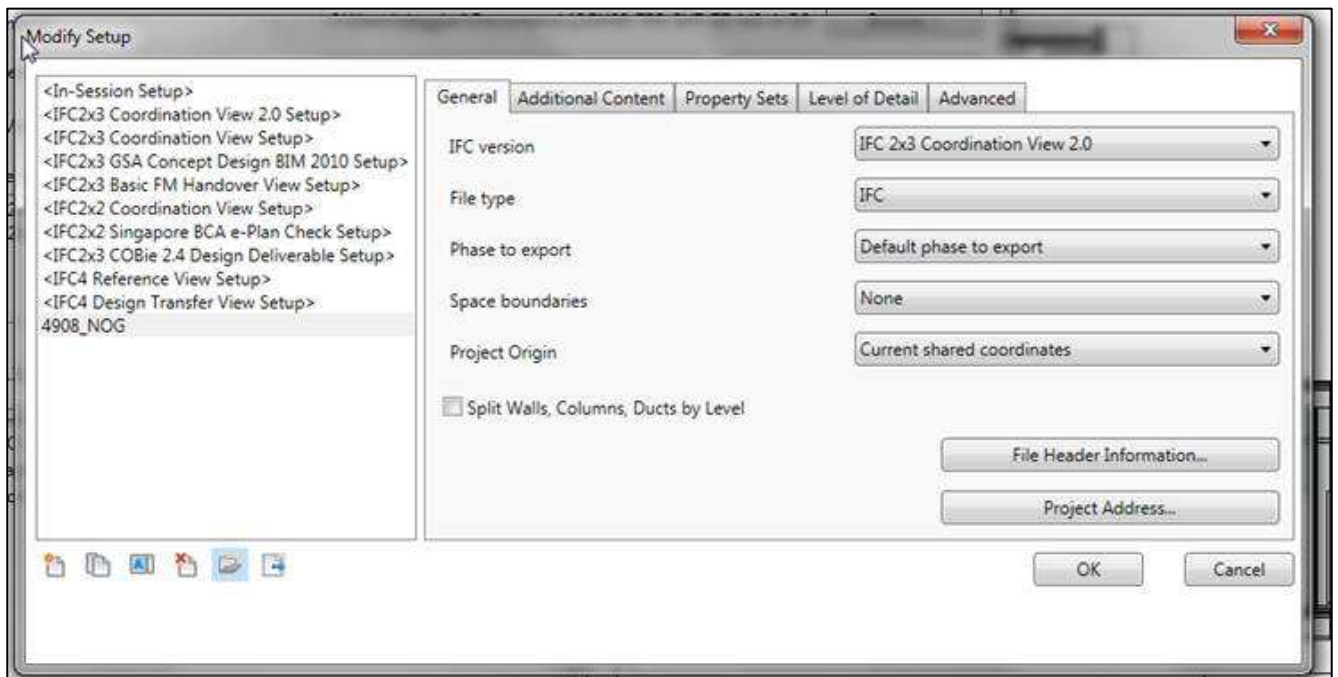 Modify Setup
<In-Session Setup>
<IFC2x3 Coordination View 2.0 Setup>
<IFC2x3 Coordination View Setup>
<IFC2x3 GSA Concept Design BIM 2010 Setup>
<IFC2x3 Basic FM Handover View Setup>
<IFC2x2 Coordination View Setup>
<IFC2x2 Singapore BCA e-Plan Check Setup>
<IFC2x3 COBie 2.4 Design Deliverable Setup>
<IFC4 Reference View Setup>
<IFC4 Design Transfer View Setup>
4908_NOG
General Additional Content Property Sets Level of Detail Advanced
IFC version IFC 2x3 Coordination View 2.0
File type IFC
Phase to export Default phase to export
Space boundaries None
Project Origin Current shared coordinates
Split Walls, Columns, Ducts by Level
File Header Information...
Project Address...
OK Cancel